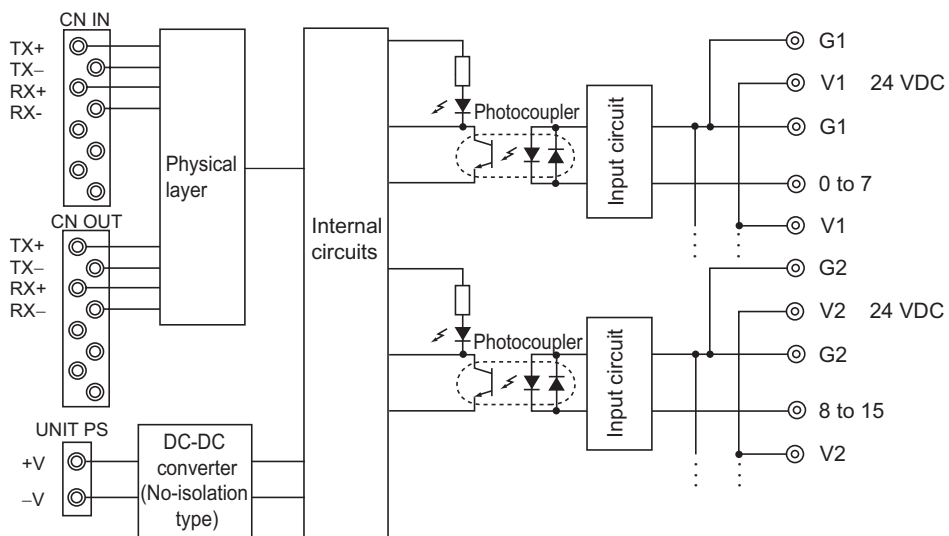 CN IN
TX+
TX–
RX+
RX-
Physical
layer
CN OUT
TX+
TX–
RX+
RX–
UNIT PS
+V
–V
DC-DC
converter
(No-isolation
type)
Internal
circuits
Photocoupler
Input circuit
G1
V1 24 VDC
G1
0 to 7
V1
Photocoupler
Input circuit
G2
V2 24 VDC
G2
8 to 15
V2